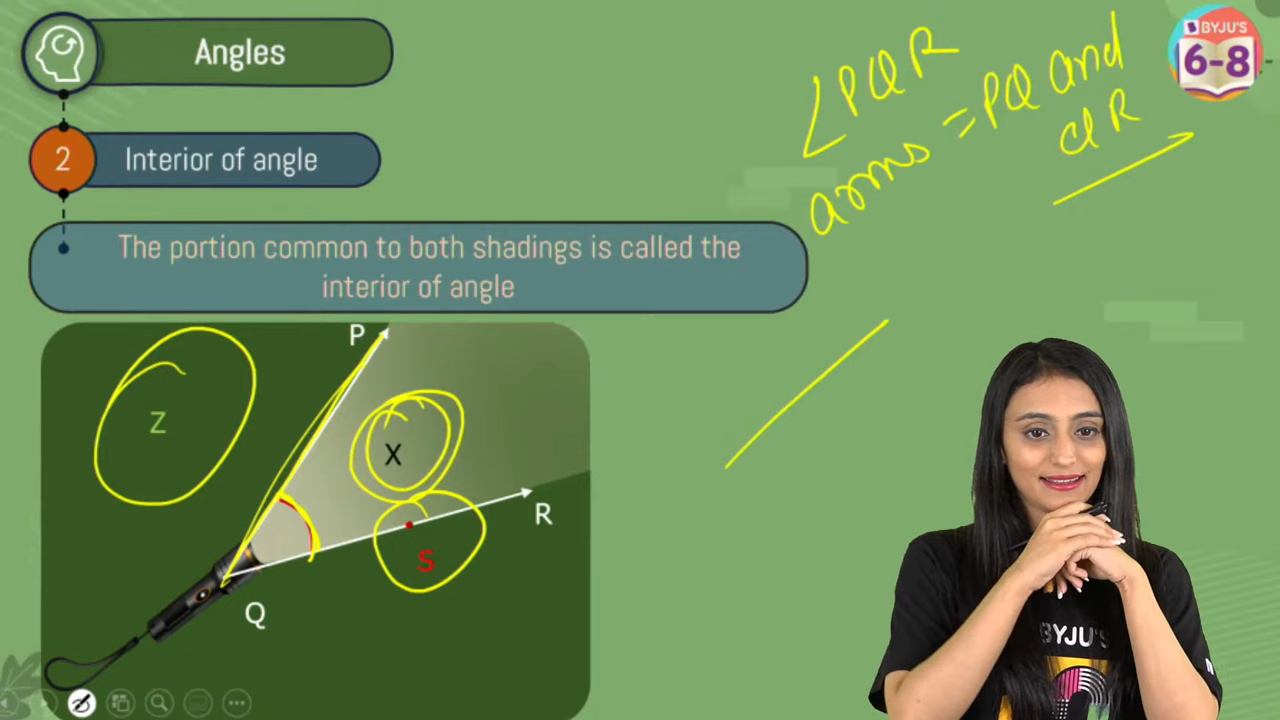 Angles
2 Interior of angle
The portion common to both shadings is called the
interior of angle
∠PQR
arms = PQ and
QR
BYJU'S
6-8
P
Z
X
R
S
Q
BYJU'S